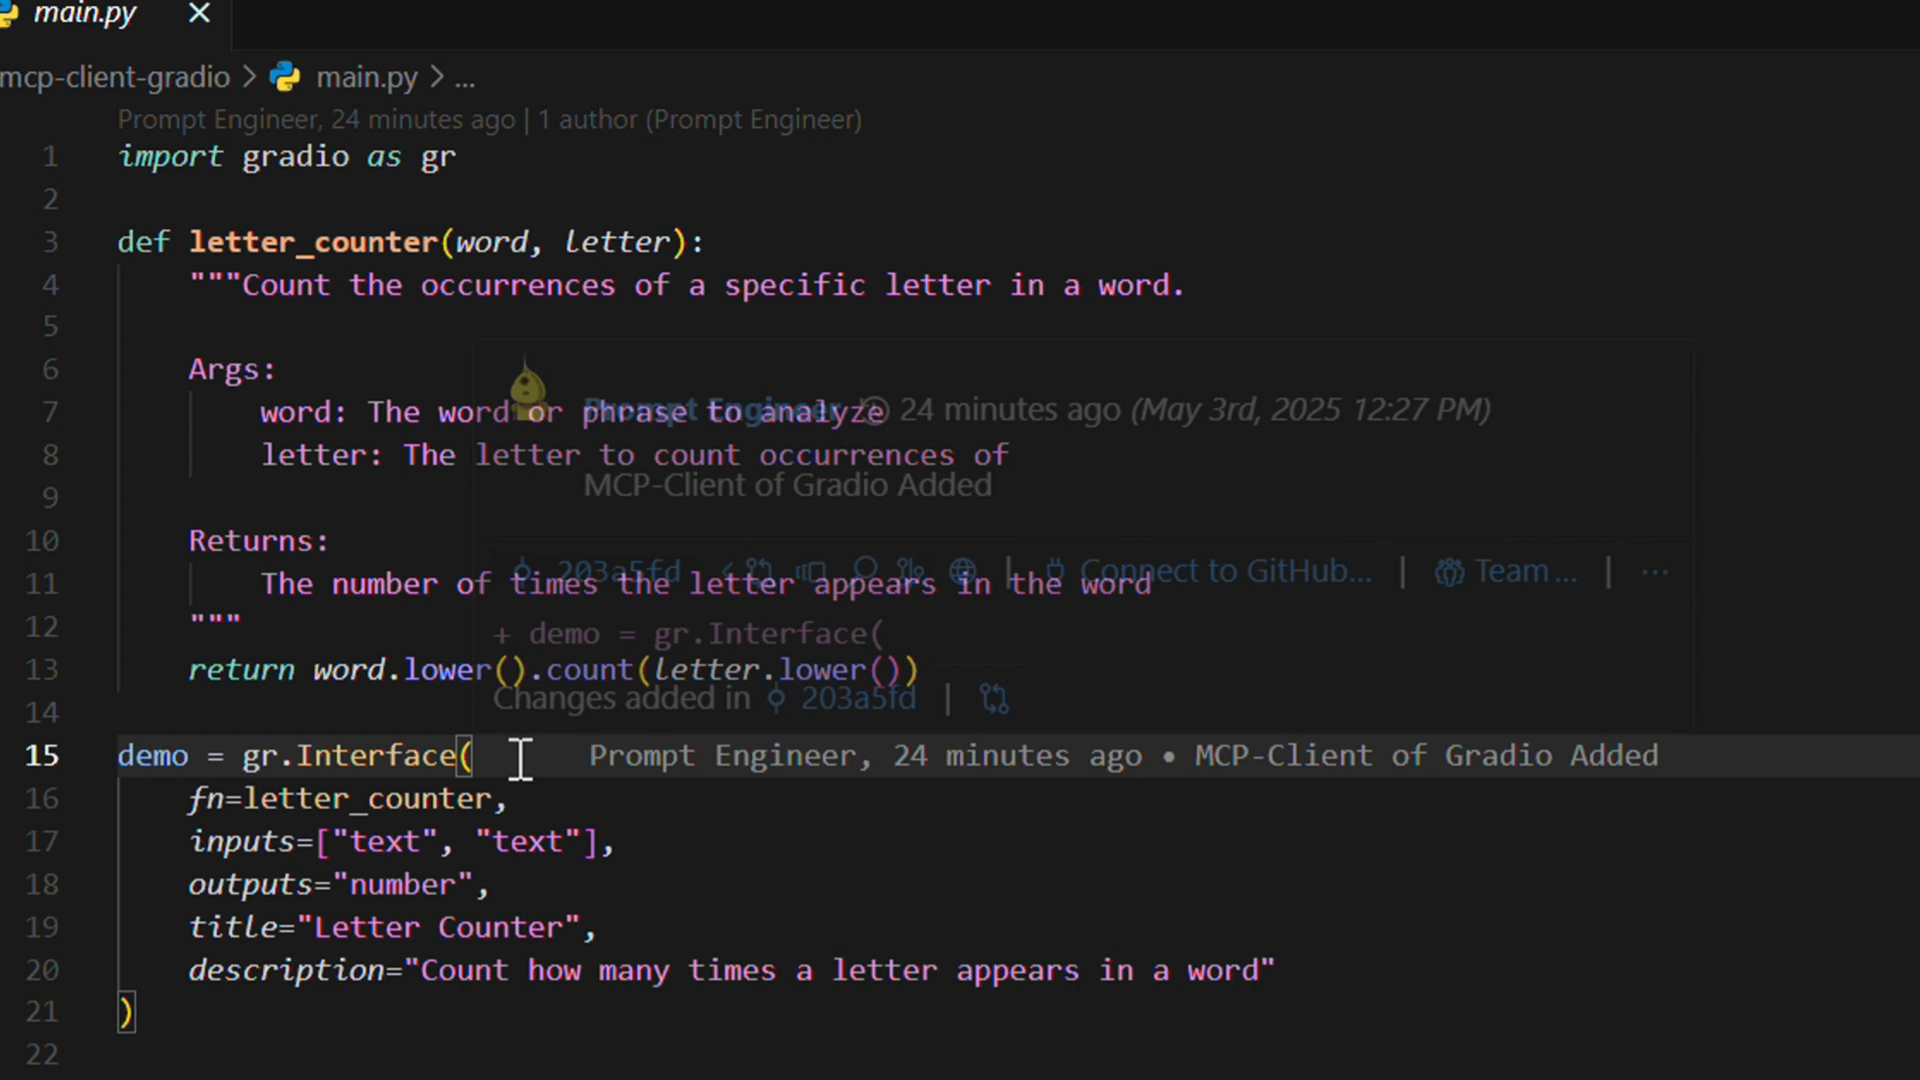 main.py
mcp-client-gradio > main.py > ...
Prompt Engineer, 24 minutes ago | 1 author (Prompt Engineer)
1 import gradio as gr
2
3 def letter_counter(word, letter):
4 """Count the occurrences of a specific letter in a word.
5
6 Args:
7 word: The word or phrase to analyze
8 letter: The letter to count occurrences of
9
10 Returns:
11 The number of times the letter appears in the word
12 """
13 return word.lower().count(letter.lower())
14
15 demo = gr.Interface( Prompt Engineer, 24 minutes ago • MCP-Client of Gradio Added
16 fn=letter_counter,
17 inputs=["text", "text"],
18 outputs="number",
19 title="Letter Counter",
20 description="Count how many times a letter appears in a word"
21 )
22
Prompt Engineer 24 minutes ago (May 3rd, 2025 12:27 PM)
MCP-Client of Gradio Added
203a5fd | Connect to GitHub... | Team... | ...
+ demo = gr.Interface(
Changes added in 203a5fd |